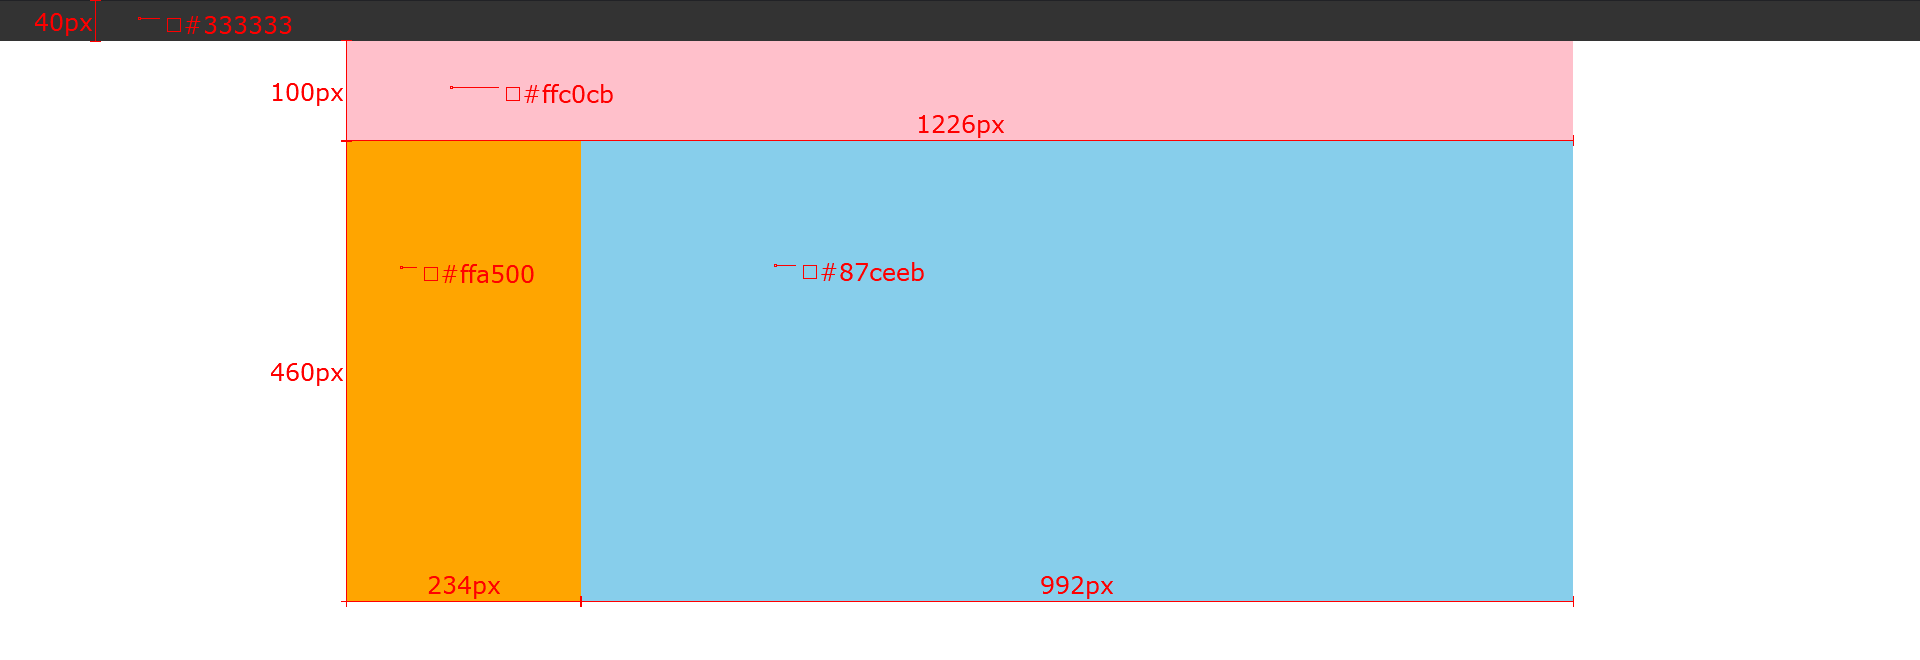 40px
□#333333
100px
□#ffc0cb
1226px
□#ffa500
□#87ceeb
460px
234px
992px